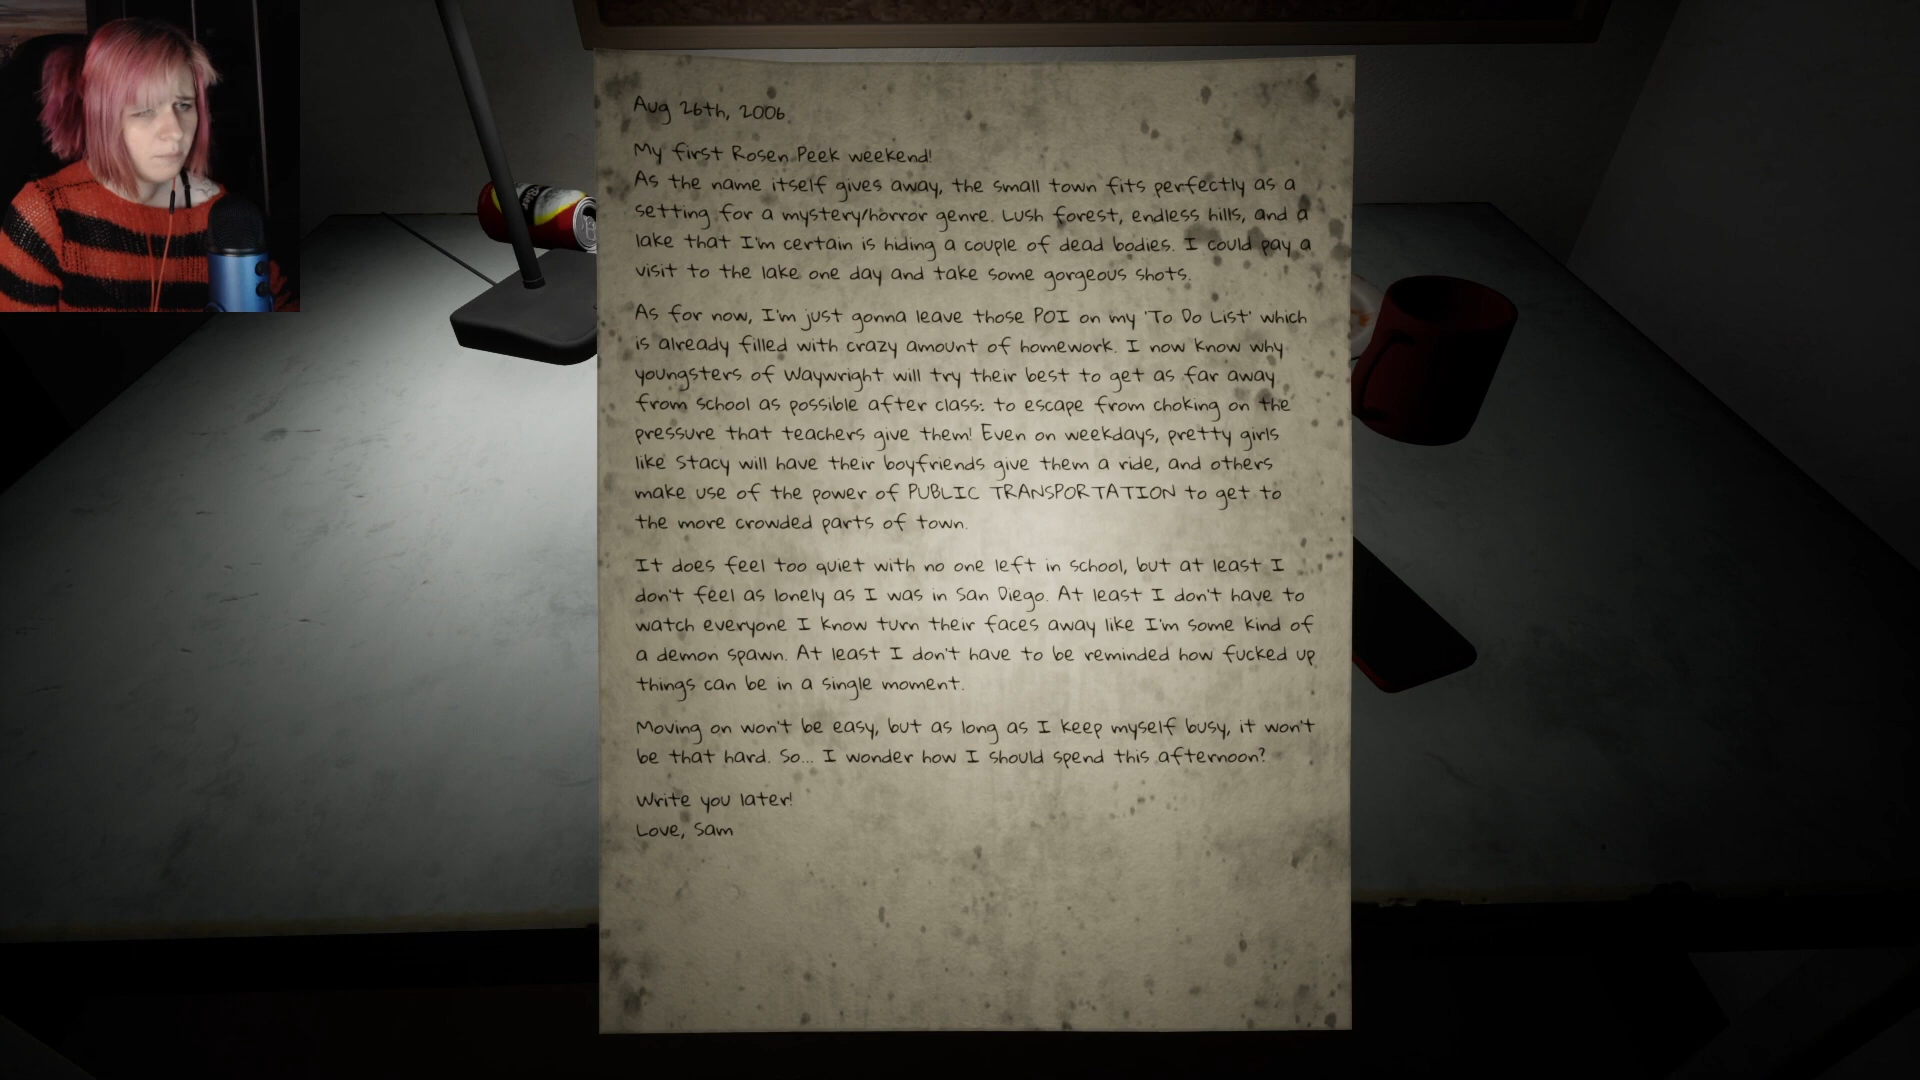 Aug 26th, 2006
My first Rosen Peek weekend!
As the name itself gives away, the small town fits perfectly as a
setting for a mystery/horror genre. Lush forest, endless hills, and a
lake that I'm certain is hiding a couple of dead bodies. I could pay a
visit to the lake one day and take some gorgeous shots.
As for now, I'm just gonna leave those POI on my 'To Do List' which
is already filled with crazy amount of homework. I now know why
youngsters of Waywright will try their best to get as far away
from school as possible after class: to escape from choking on the
pressure that teachers give them! Even on weekdays, pretty girls
like Stacy will have their boyfriends give them a ride, and others
make use of the power of PUBLIC TRANSPORTATION to get to
the more crowded parts of town.
It does feel too quiet with no one left in school, but at least I
don't feel as lonely as I was in San Diego. At least I don't have to
watch everyone I know turn their faces away like I'm some kind of
a demon spawn. At least I don't have to be reminded how fucked up
things can be in a single moment.
Moving on won't be easy, but as long as I keep myself busy, it won't
be that hard. So... I wonder how I should spend this afternoon?
Write you later!
Love, Sam